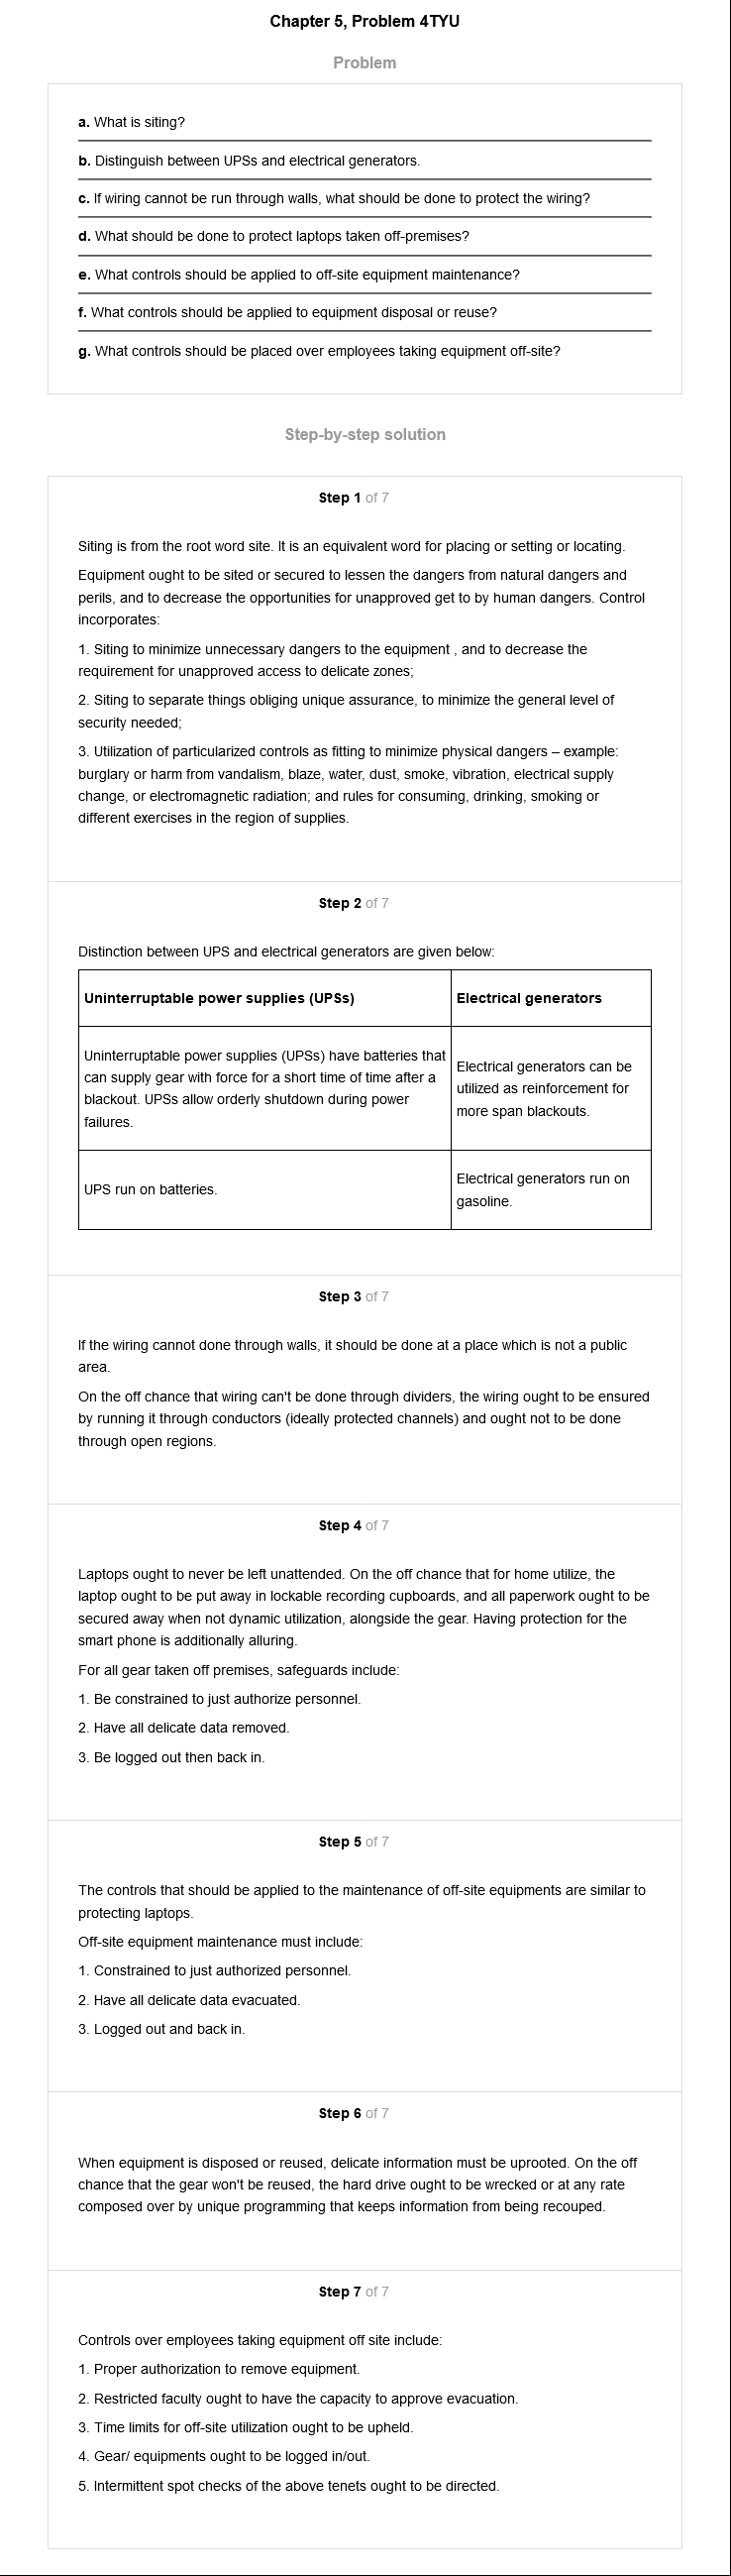 Chapter 5, Problem 4TYU
Problem
a. What is siting?
b. Distinguish between UPSs and electrical generators.
c. If wiring cannot be run through walls, what should be done to protect the wiring?
d. What should be done to protect laptops taken off-premises?
e. What controls should be applied to off-site equipment maintenance?
f. What controls should be applied to equipment disposal or reuse?
g. What controls should be placed over employees taking equipment off-site?
Step-by-step solution
Step 1 of 7
Siting is from the root word site. It is an equivalent word for placing or setting or locating.
Equipment ought to be sited or secured to lessen the dangers from natural dangers and
perils, and to decrease the opportunities for unapproved get to by human dangers. Control
incorporates:
1. Siting to minimize unnecessary dangers to the equipment , and to decrease the
requirement for unapproved access to delicate zones;
2. Siting to separate things obliging unique assurance, to minimize the general level of
security needed;
3. Utilization of particularized controls as fitting to minimize physical dangers – example:
burglary or harm from vandalism, blaze, water, dust, smoke, vibration, electrical supply
change, or electromagnetic radiation; and rules for consuming, drinking, smoking or
different exercises in the region of supplies.
Step 2 of 7
Distinction between UPS and electrical generators are given below:
Uninterruptable power supplies (UPSs)
Electrical generators
Uninterruptable power supplies (UPSs) have batteries that
can supply gear with force for a short time of time after a
blackout. UPSs allow orderly shutdown during power
failures.
Electrical generators can be
utilized as reinforcement for
more span blackouts.
UPS run on batteries.
Electrical generators run on
gasoline.
Step 3 of 7
If the wiring cannot done through walls, it should be done at a place which is not a public
area.
On the off chance that wiring can't be done through dividers, the wiring ought to be ensured
by running it through conductors (ideally protected channels) and ought not to be done
through open regions.
Step 4 of 7
Laptops ought to never be left unattended. On the off chance that for home utilize, the
laptop ought to be put away in lockable recording cupboards, and all paperwork ought to be
secured away when not dynamic utilization, alongside the gear. Having protection for the
smart phone is additionally alluring.
For all gear taken off premises, safeguards include:
1. Be constrained to just authorize personnel.
2. Have all delicate data removed.
3. Be logged out then back in.
Step 5 of 7
The controls that should be applied to the maintenance of off-site equipments are similar to
protecting laptops.
Off-site equipment maintenance must include:
1. Constrained to just authorized personnel.
2. Have all delicate data evacuated.
3. Logged out and back in.
Step 6 of 7
When equipment is disposed or reused, delicate information must be uprooted. On the off
chance that the gear won't be reused, the hard drive ought to be wrecked or at any rate
composed over by unique programming that keeps information from being recouped.
Step 7 of 7
Controls over employees taking equipment off site include:
1. Proper authorization to remove equipment.
2. Restricted faculty ought to have the capacity to approve evacuation.
3. Time limits for off-site utilization ought to be upheld.
4. Gear/ equipments ought to be logged in/out.
5. Intermittent spot checks of the above tenets ought to be directed.